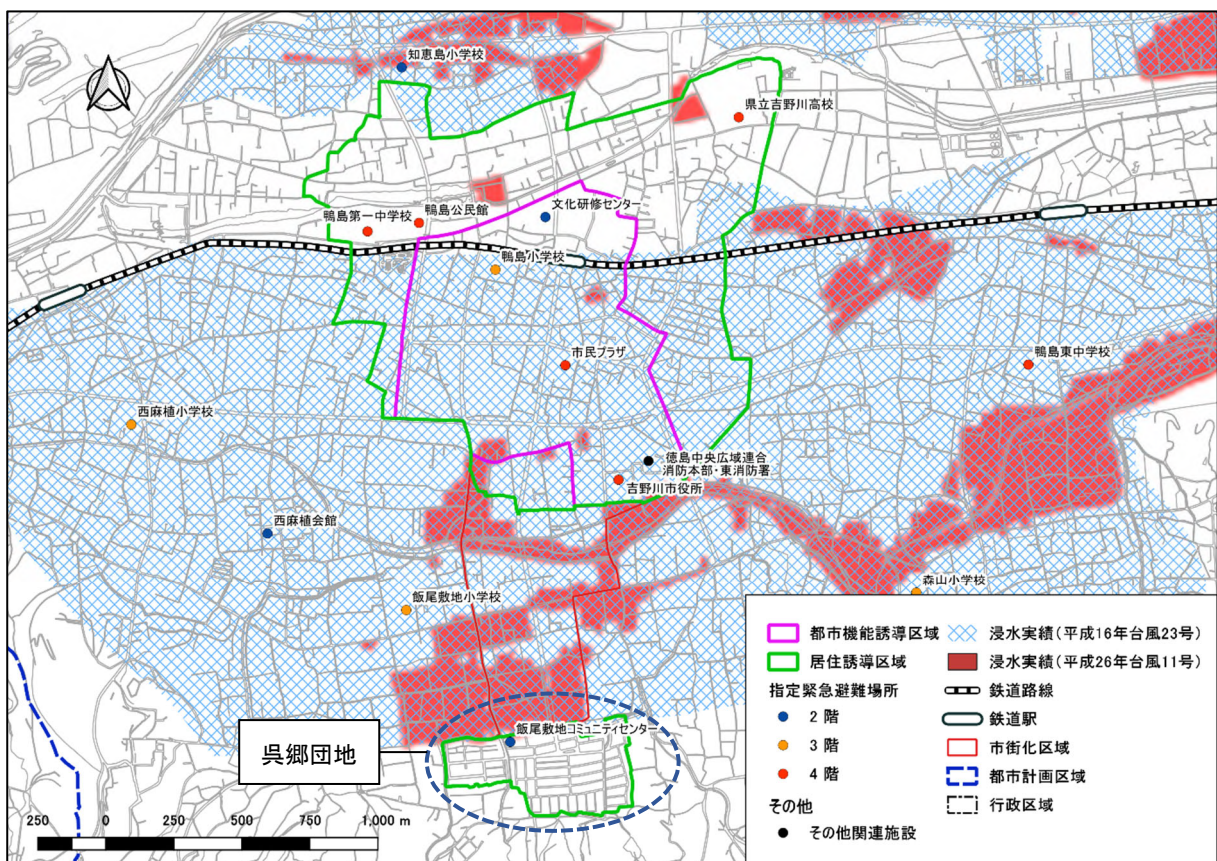 知恵島小学校
県立吉野川高校
文化研修センター
鴨島公民館
鴨島第一中学校
鴨島小学校
市民プラザ
鴨島東中学校
西麻植小学校
徳島中央広域連合
消防本部・東消防署
吉野川市役所
西麻植会館
飯尾敷地小学校
森山小学校
飯尾敷地コミュニティセンター
呉郷団地
250 0 250 500 750 1,000 m
都市機能誘導区域
居住誘導区域
指定緊急避難場所
2階
3階
4階
その他
その他関連施設
浸水実績(平成16年台風23号)
浸水実績(平成26年台風11号)
鉄道路線
鉄道駅
市街化区域
都市計画区域
行政区域